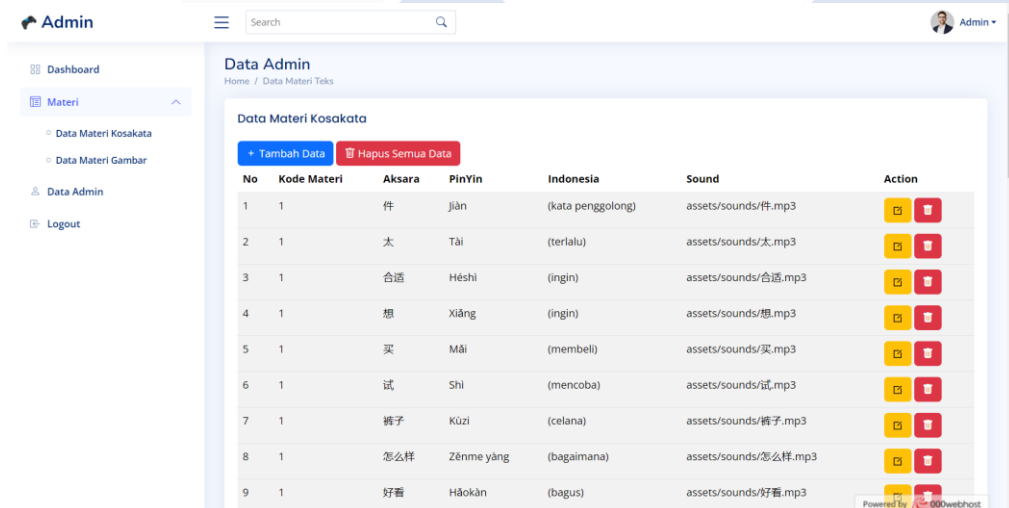 Admin
Search
Admin
Dashboard
Materi
Data Materi Kosakata
Data Materi Gambar
Data Admin
Logout
Data Admin
Home / Data Materi Teks
Data Materi Kosakata
+ Tambah Data Hapus Semua Data
No Kode Materi Aksara PinYin Indonesia Sound Action
1 1 件 Jiàn (kata penggolong) assets/sounds/件.mp3
2 1 太 Tài (terlalu) assets/sounds/太.mp3
3 1 合适 Héshì (ingin) assets/sounds/合适.mp3
4 1 想 Xiǎng (ingin) assets/sounds/想.mp3
5 1 买 Mǎi (membeli) assets/sounds/买.mp3
6 1 试 Shì (mencoba) assets/sounds/试.mp3
7 1 裤子 Kùzi (celana) assets/sounds/裤子.mp3
8 1 怎么样 Zěnme yàng (bagaimana) assets/sounds/怎么样.mp3
9 1 好看 Hǎokàn (bagus) assets/sounds/好看.mp3
Powered by 000webhost